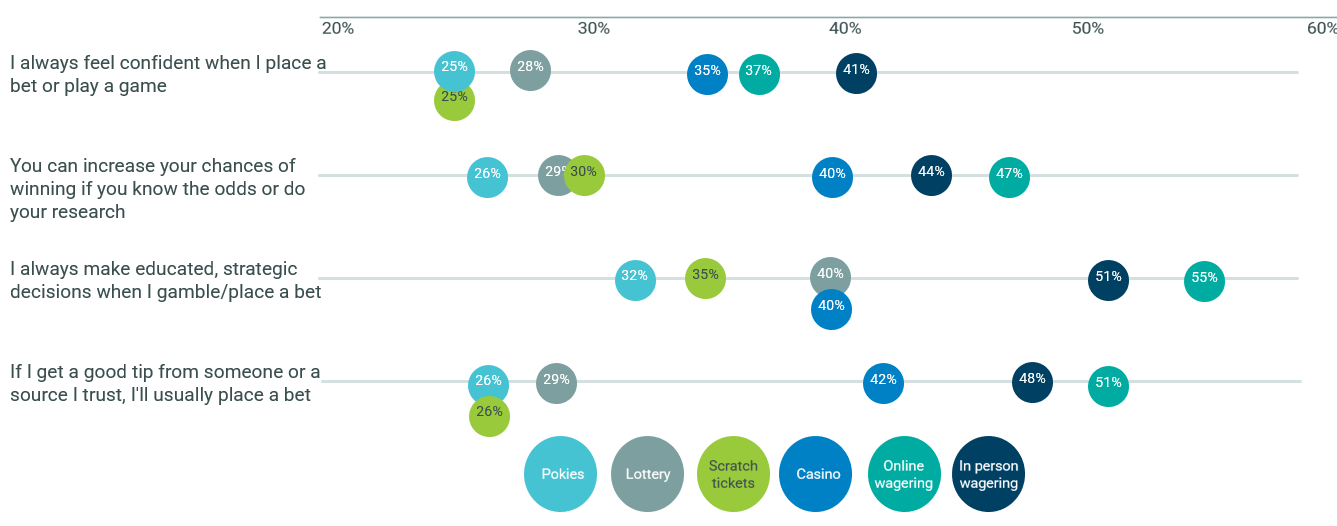 20% 30% 40% 50% 60%
I always feel confident when I place a
bet or play a game
25% 28% 35% 37% 41%
25%
You can increase your chances of
winning if you know the odds or do
your research
26% 29% 30% 40% 44% 47%
I always make educated, strategic
decisions when I gamble/place a bet
32% 35% 40% 51% 55%
40%
If I get a good tip from someone or a
source I trust, I'll usually place a bet
26% 29% 42% 48% 51%
26%
Pokies Lottery Scratch
tickets Casino Online
wagering In person
wagering